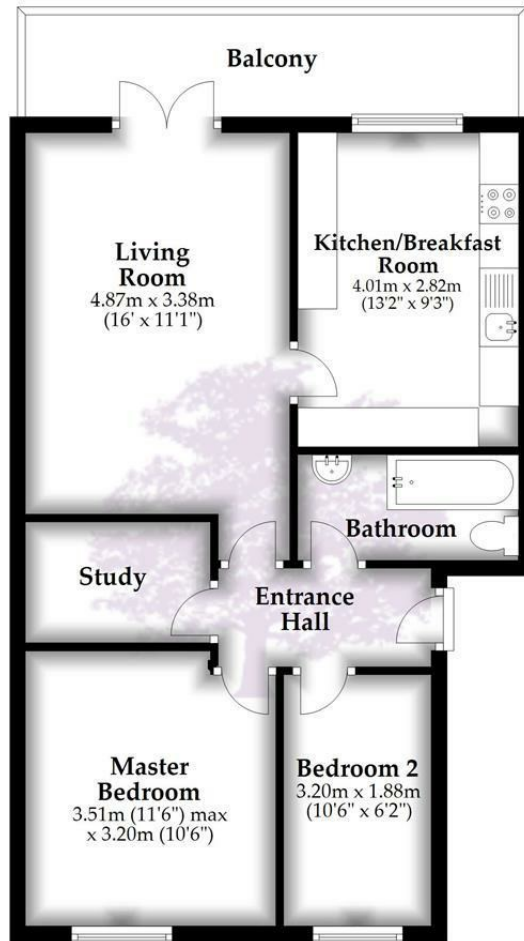 Balcony
Living
Room
4.87m x 3.38m
(16' x 11'1")
Kitchen/Breakfast
Room
4.01m x 2.82m
(13'2" x 9'3")
Bathroom
Study
Entrance
Hall
Master
Bedroom
3.51m (11'6") max
x 3.20m (10'6")
Bedroom 2
3.20m x 1.88m
(10'6" x 6'2")